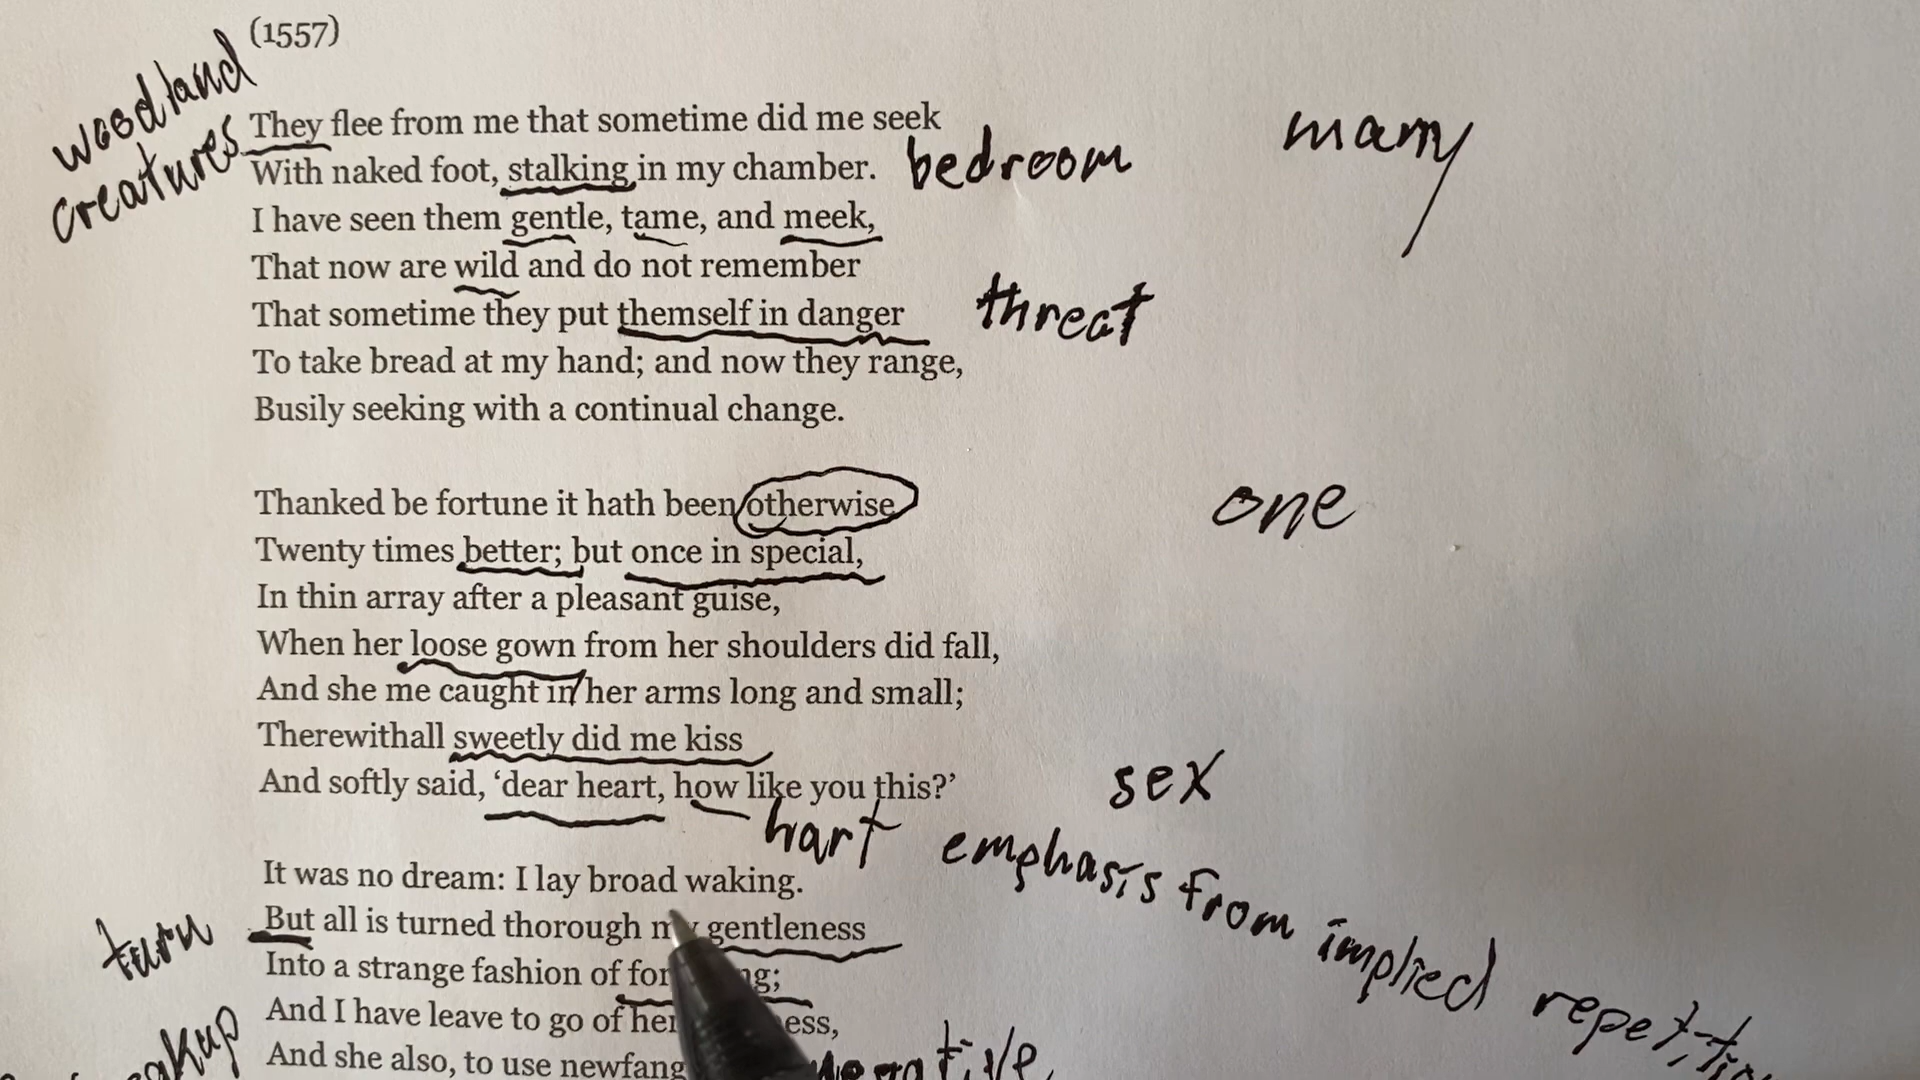 (1557)
woodland
creatures
They flee from me that sometime did me seek
With naked foot, stalking in my chamber.
bedroom
many
I have seen them gentle, tame, and meek,
That now are wild and do not remember
That sometime they put themself in danger
threat
To take bread at my hand; and now they range,
Busily seeking with a continual change.
Thanked be fortune it hath been otherwise
one
Twenty times better; but once in special,
In thin array after a pleasant guise,
When her loose gown from her shoulders did fall,
And she me caught in her arms long and small;
Therewithall sweetly did me kiss
And softly said, ‘dear heart, how like you this?’
sex
hart
emphasis from implied
It was no dream: I lay broad waking.
turn
But all is turned thorough gentleness
Into a strange fashion of
And I have leave to go of
And she also, to use